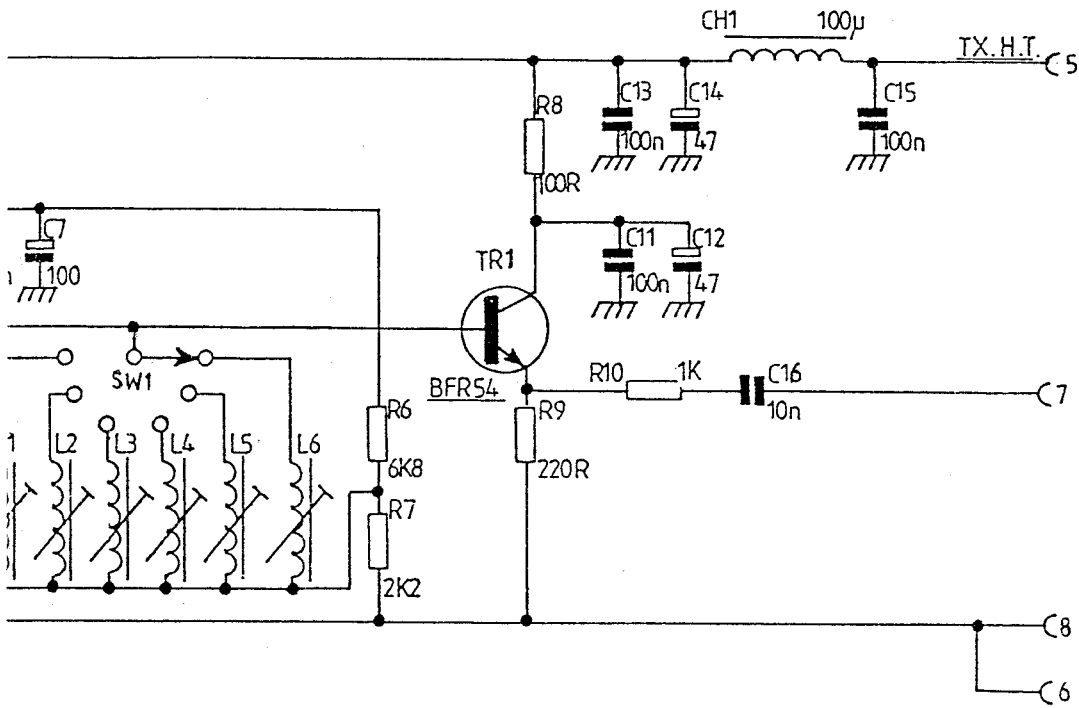 CH1 100µ
TX. H.T. 5
R8
100R
C13
100n
C14
47
C15
100n
C7
100
TR1
BFR54
C11
100n
C12
47
SW1
R10 1K
C16
10n
7
R9
220R
R6
6K8
R7
2K2
1 L2 L3 L4 L5 L6
8
6